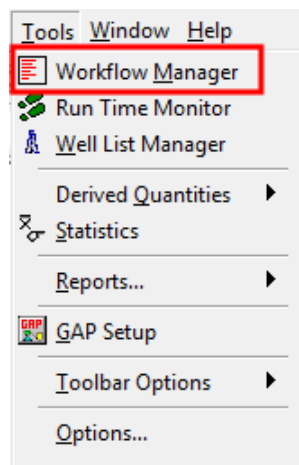 Tools Window Help
Workflow Manager
Run Time Monitor
Well List Manager
Derived Quantities
Statistics
Reports...
GAP GAP Setup
Toolbar Options
Options...